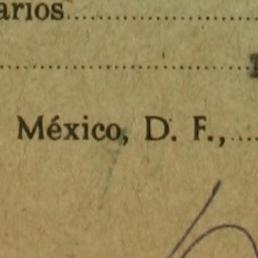 arios
México, D. F.,